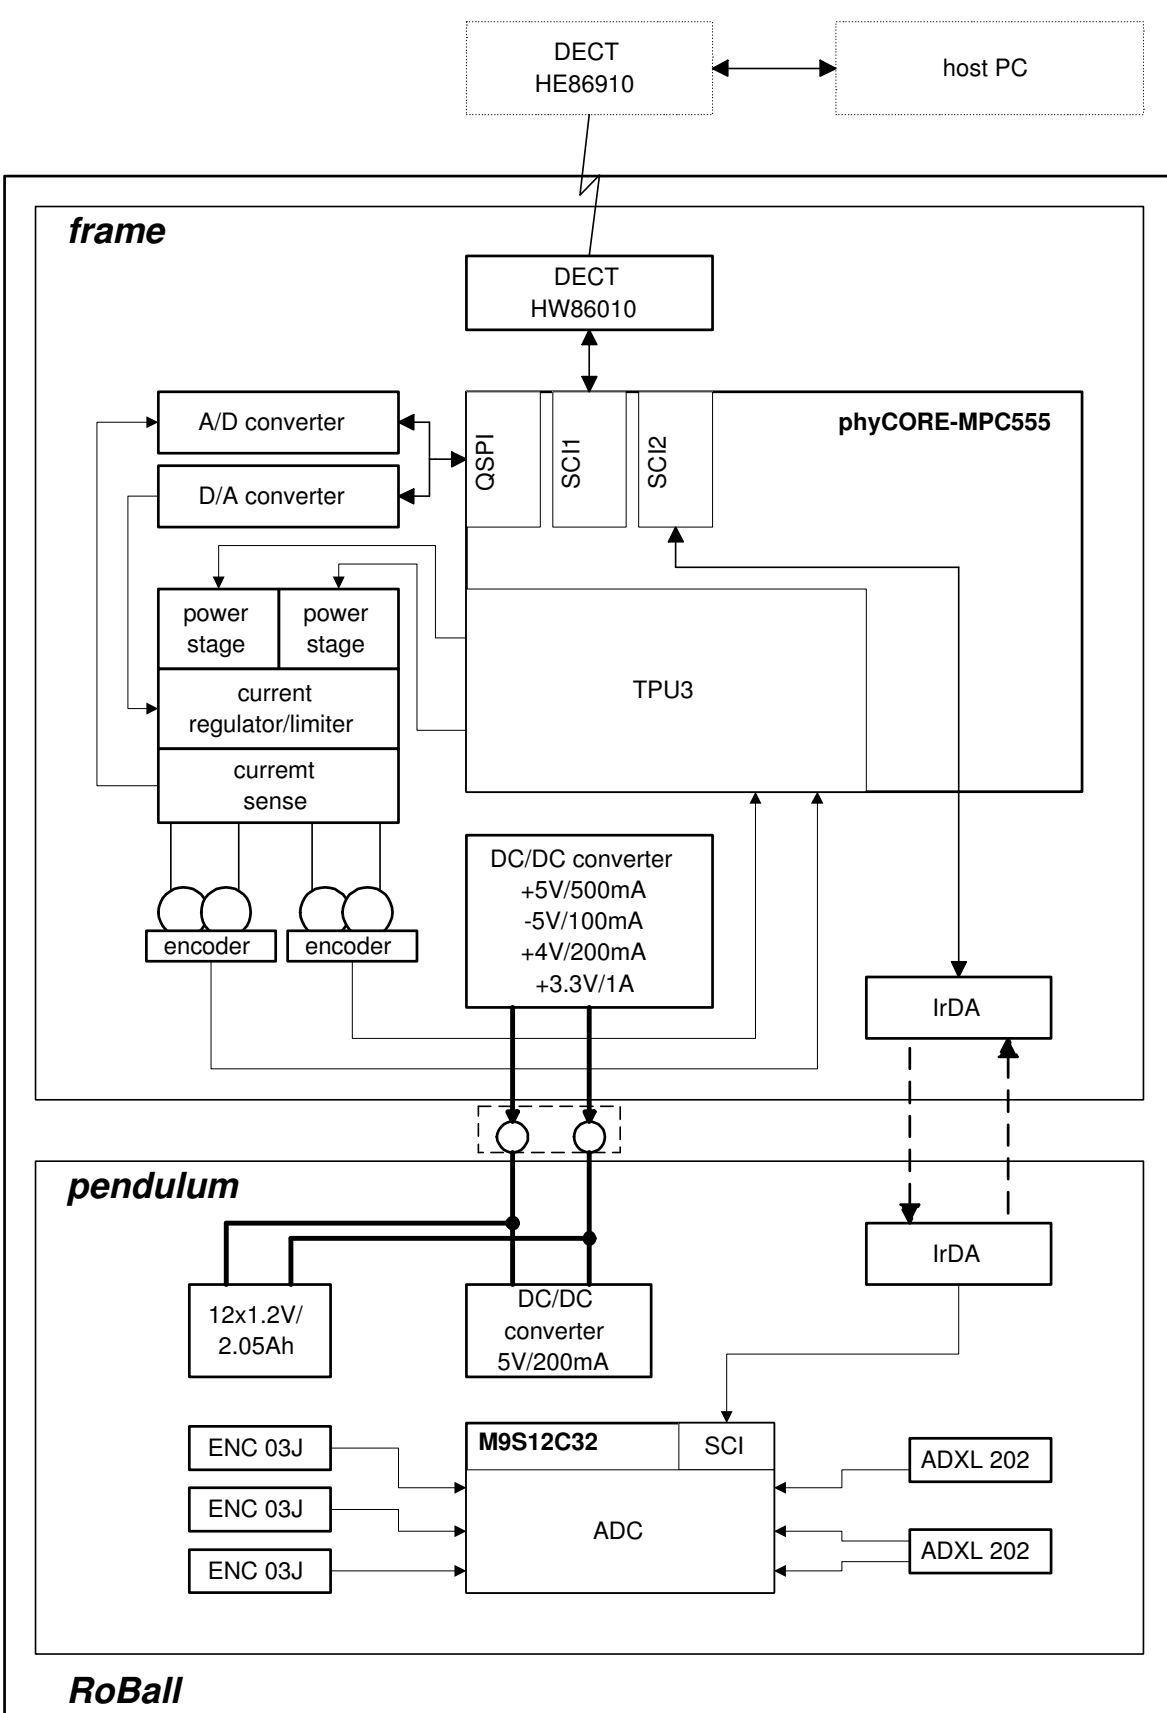 DECT
HE86910
host PC
frame
DECT
HW86010
A/D converter
D/A converter
QSPI
SCI1
SCI2
phyCORE-MPC555
power
stage
power
stage
current
regulator/limiter
curremt
sense
TPU3
encoder
encoder
DC/DC converter
+5V/500mA
-5V/100mA
+4V/200mA
+3.3V/1A
IrDA
pendulum
IrDA
12x1.2V/
2.05Ah
DC/DC
converter
5V/200mA
ENC 03J
ENC 03J
ENC 03J
M9S12C32
SCI
ADC
ADXL 202
ADXL 202
RoBall